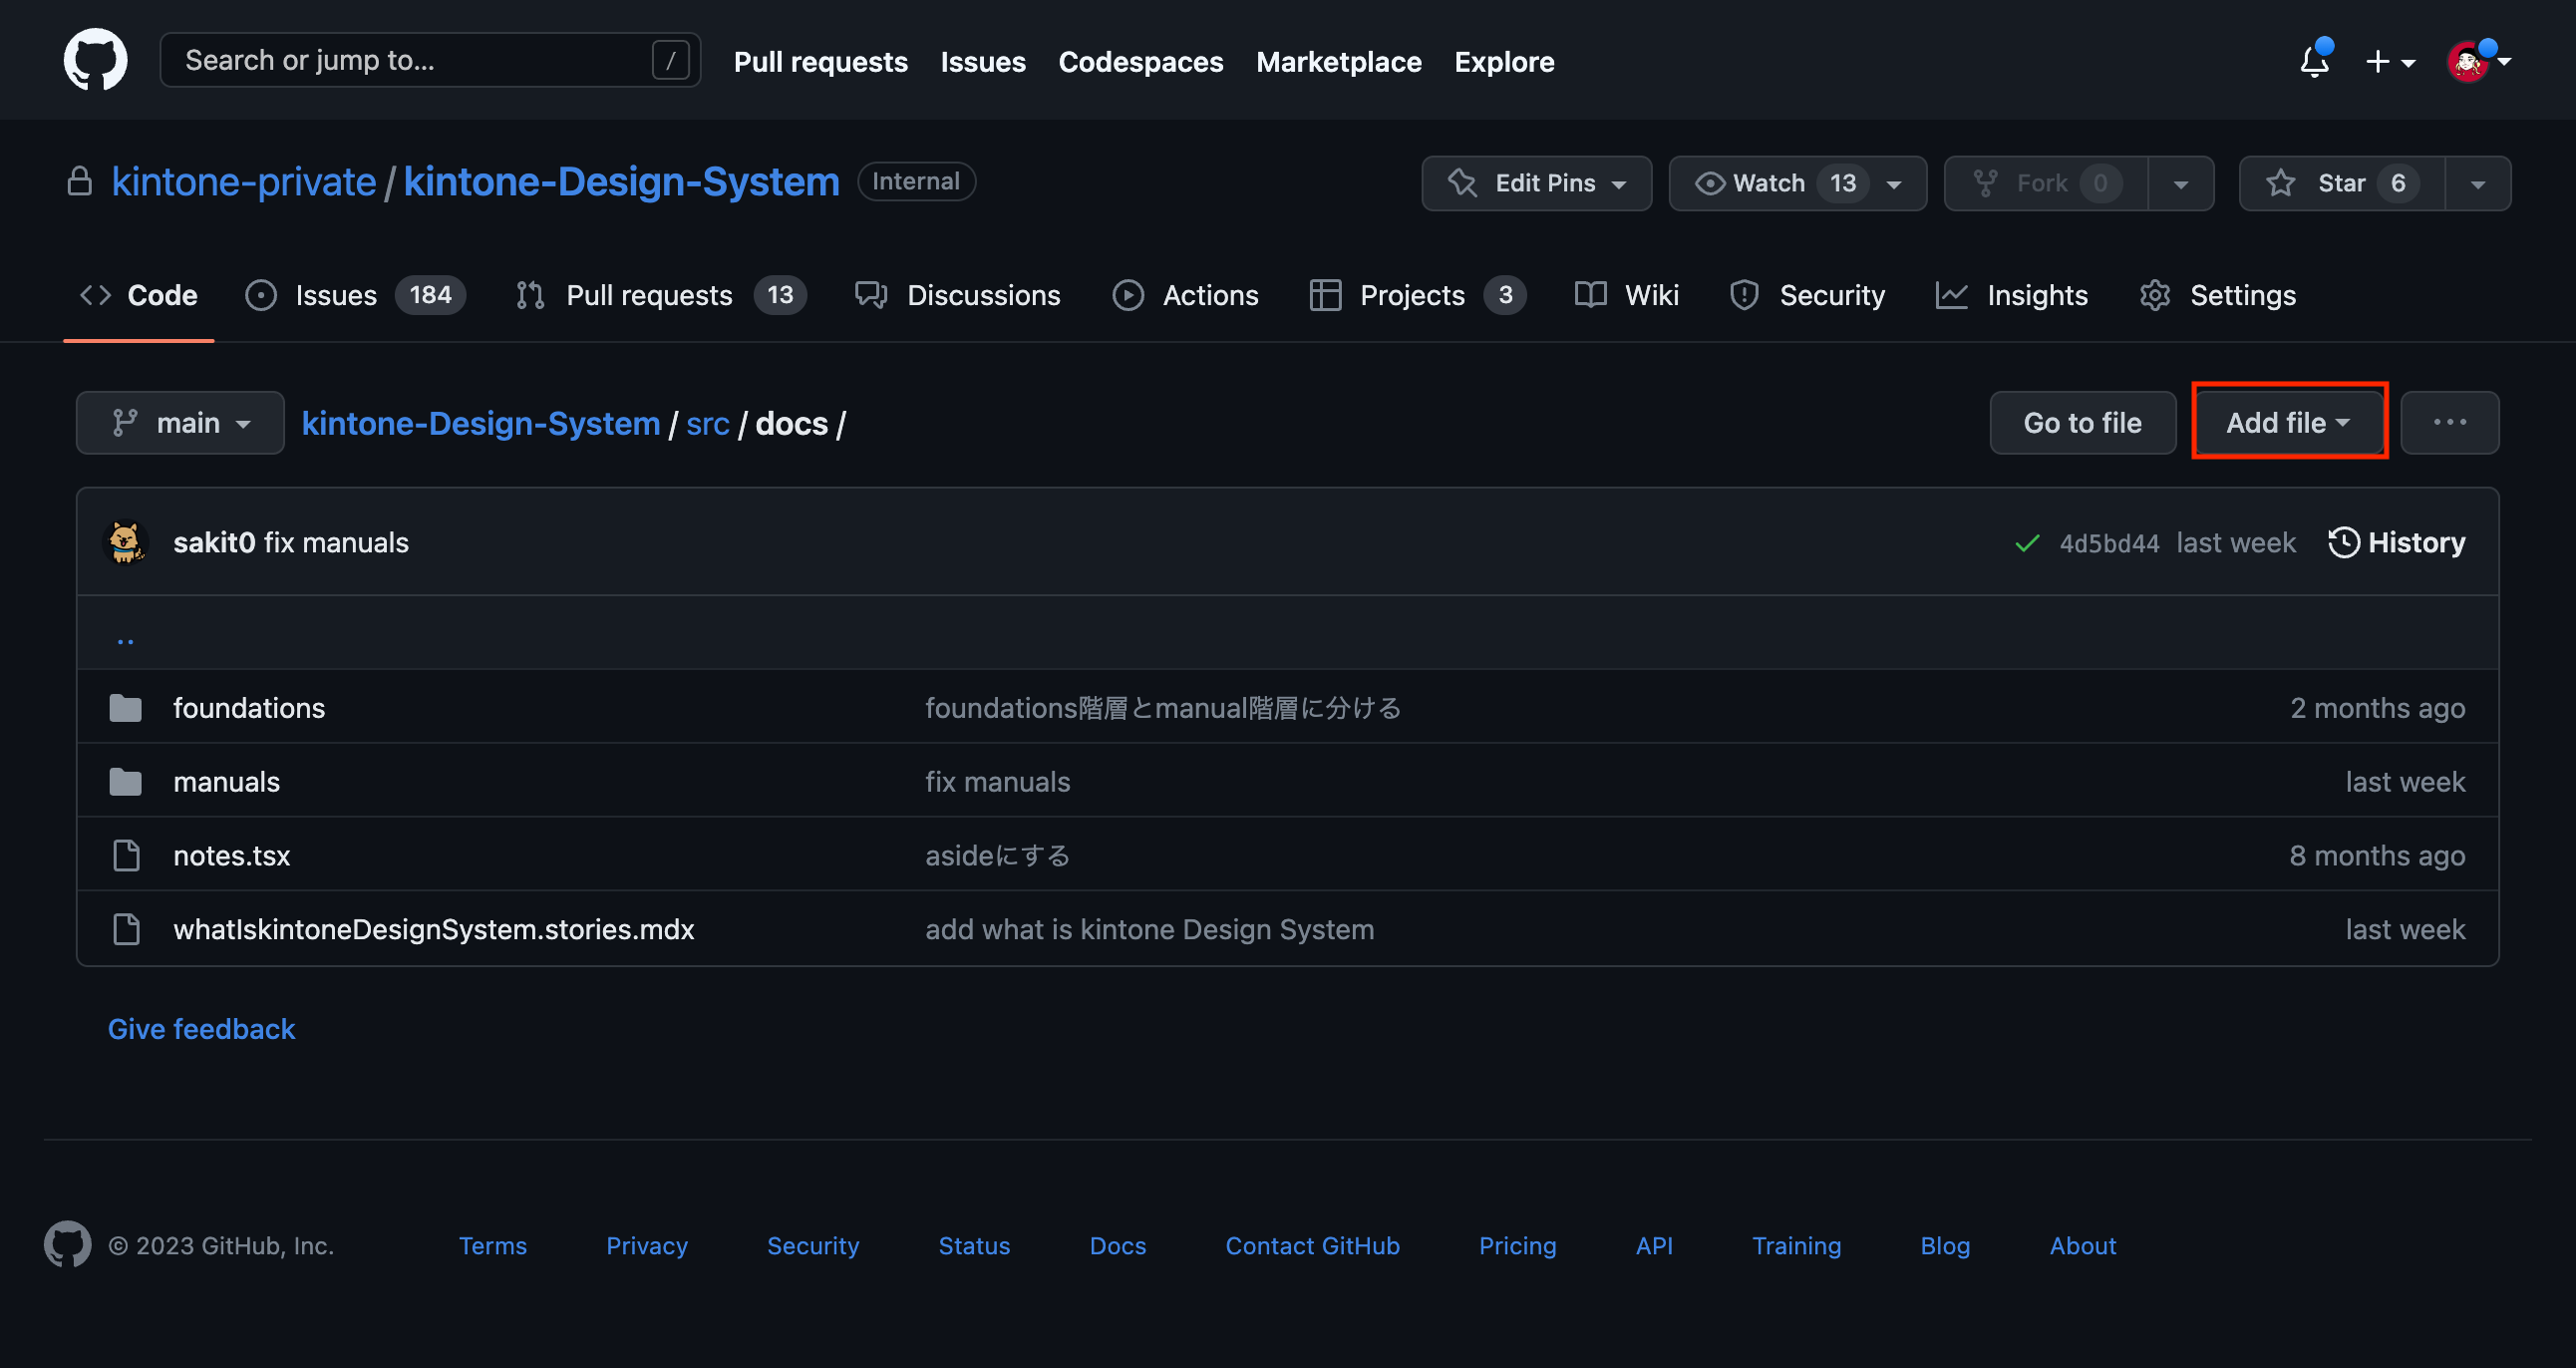 Search or jump to... /
Pull requests Issues Codespaces Marketplace Explore
kintone-private / kintone-Design-System Internal
Edit Pins Watch 13 Fork 0 Star 6
Code Issues 184 Pull requests 13 Discussions Actions Projects 3 Wiki Security Insights Settings
main kintone-Design-System / src / docs /
Go to file Add file ...
sakit0 fix manuals 4d5bd44 last week History
..
foundations foundations階層とmanual階層に分ける 2 months ago
manuals fix manuals last week
notes.tsx asideにする 8 months ago
whatIskintoneDesignSystem.stories.mdx add what is kintone Design System last week
Give feedback
© 2023 GitHub, Inc. Terms Privacy Security Status Docs Contact GitHub Pricing API Training Blog About